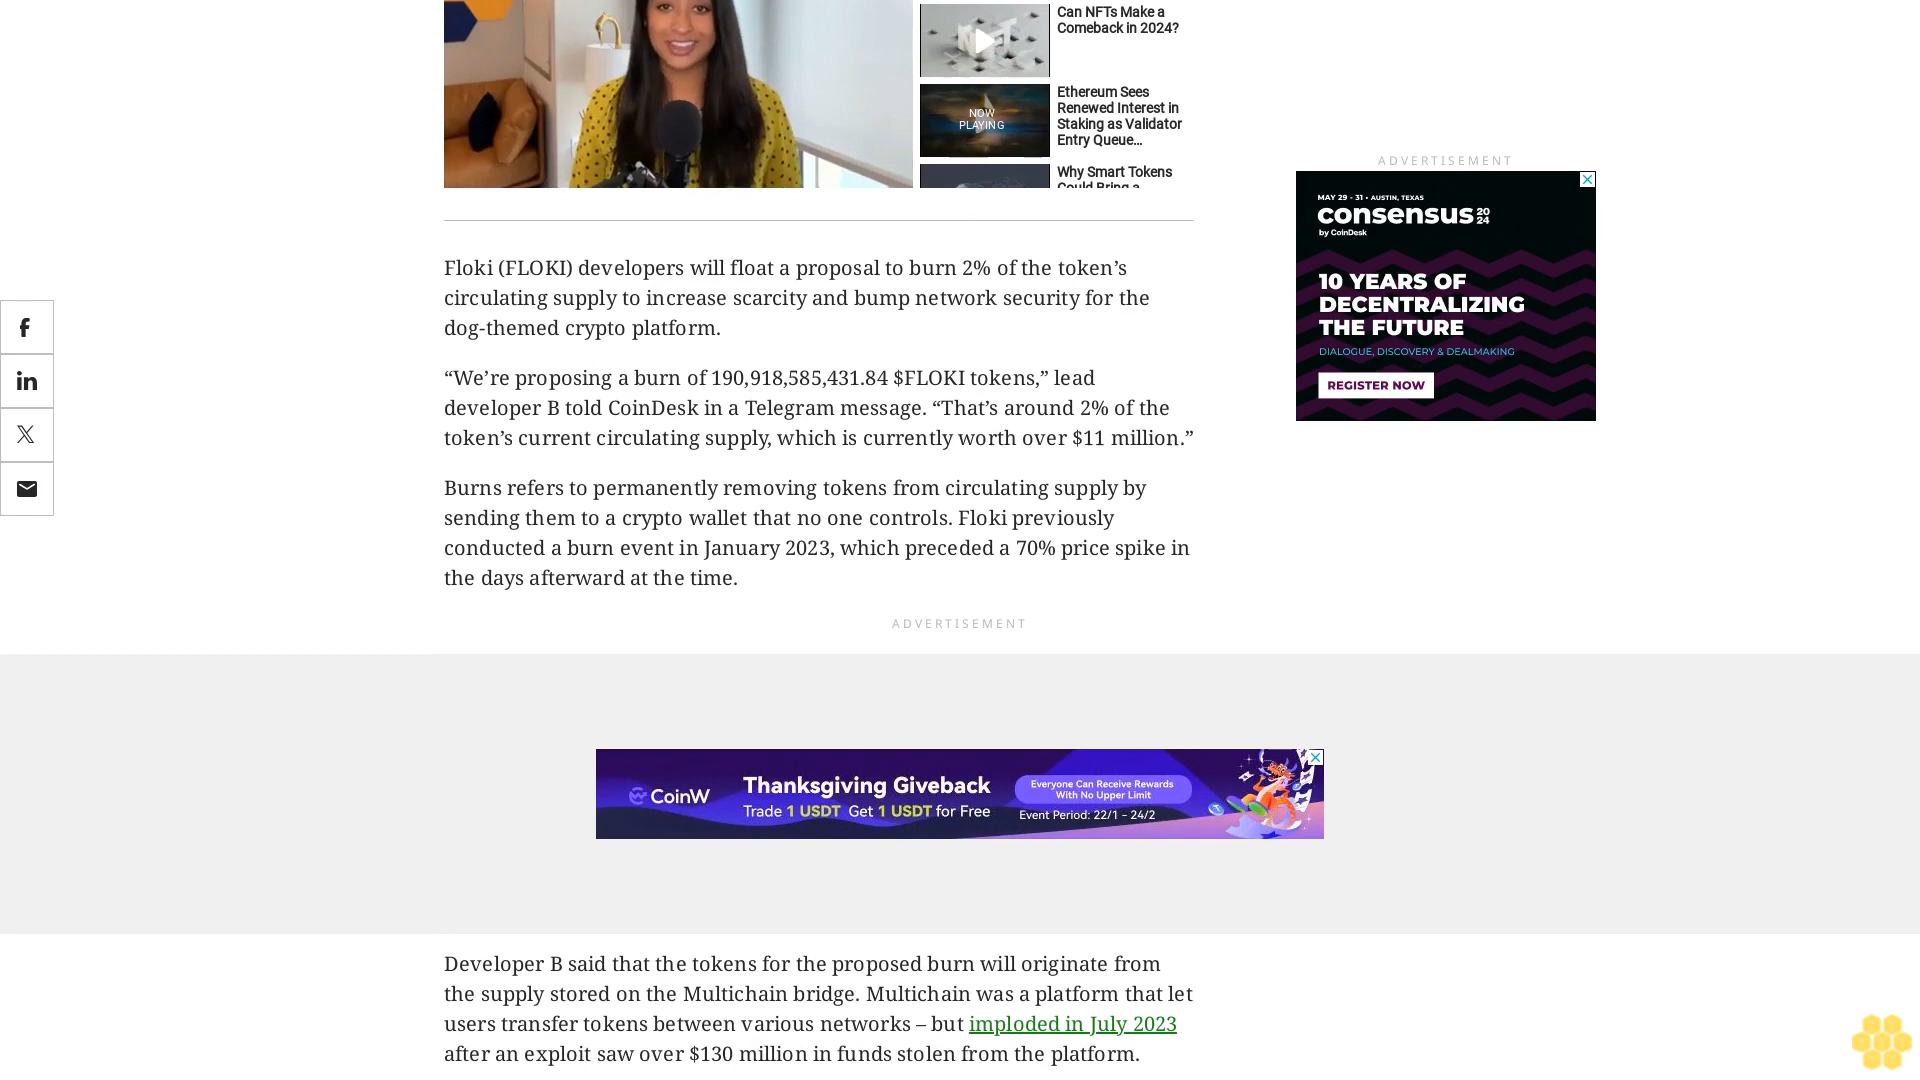 Can NFTs Make a
Comeback in 2024?
NOW
PLAYING
Ethereum Sees
Renewed Interest in
Staking as Validator
Entry Queue...
Why Smart Tokens
Could Bring a
ADVERTISEMENT
MAY 29 - 31 • AUSTIN, TEXAS
consensus 20
24
by CoinDesk
10 YEARS OF
DECENTRALIZING
THE FUTURE
DIALOGUE, DISCOVERY & DEALMAKING
REGISTER NOW
Floki (FLOKI) developers will float a proposal to burn 2% of the token’s
circulating supply to increase scarcity and bump network security for the
dog-themed crypto platform.
“We’re proposing a burn of 190,918,585,431.84 $FLOKI tokens,” lead
developer B told CoinDesk in a Telegram message. “That’s around 2% of the
token’s current circulating supply, which is currently worth over $11 million.”
Burns refers to permanently removing tokens from circulating supply by
sending them to a crypto wallet that no one controls. Floki previously
conducted a burn event in January 2023, which preceded a 70% price spike in
the days afterward at the time.
ADVERTISEMENT
CoinW
Thanksgiving Giveback
Trade 1 USDT Get 1 USDT for Free
Everyone Can Receive Rewards
With No Upper Limit
Event Period: 22/1 – 24/2
Developer B said that the tokens for the proposed burn will originate from
the supply stored on the Multichain bridge. Multichain was a platform that let
users transfer tokens between various networks – but imploded in July 2023
after an exploit saw over $130 million in funds stolen from the platform.